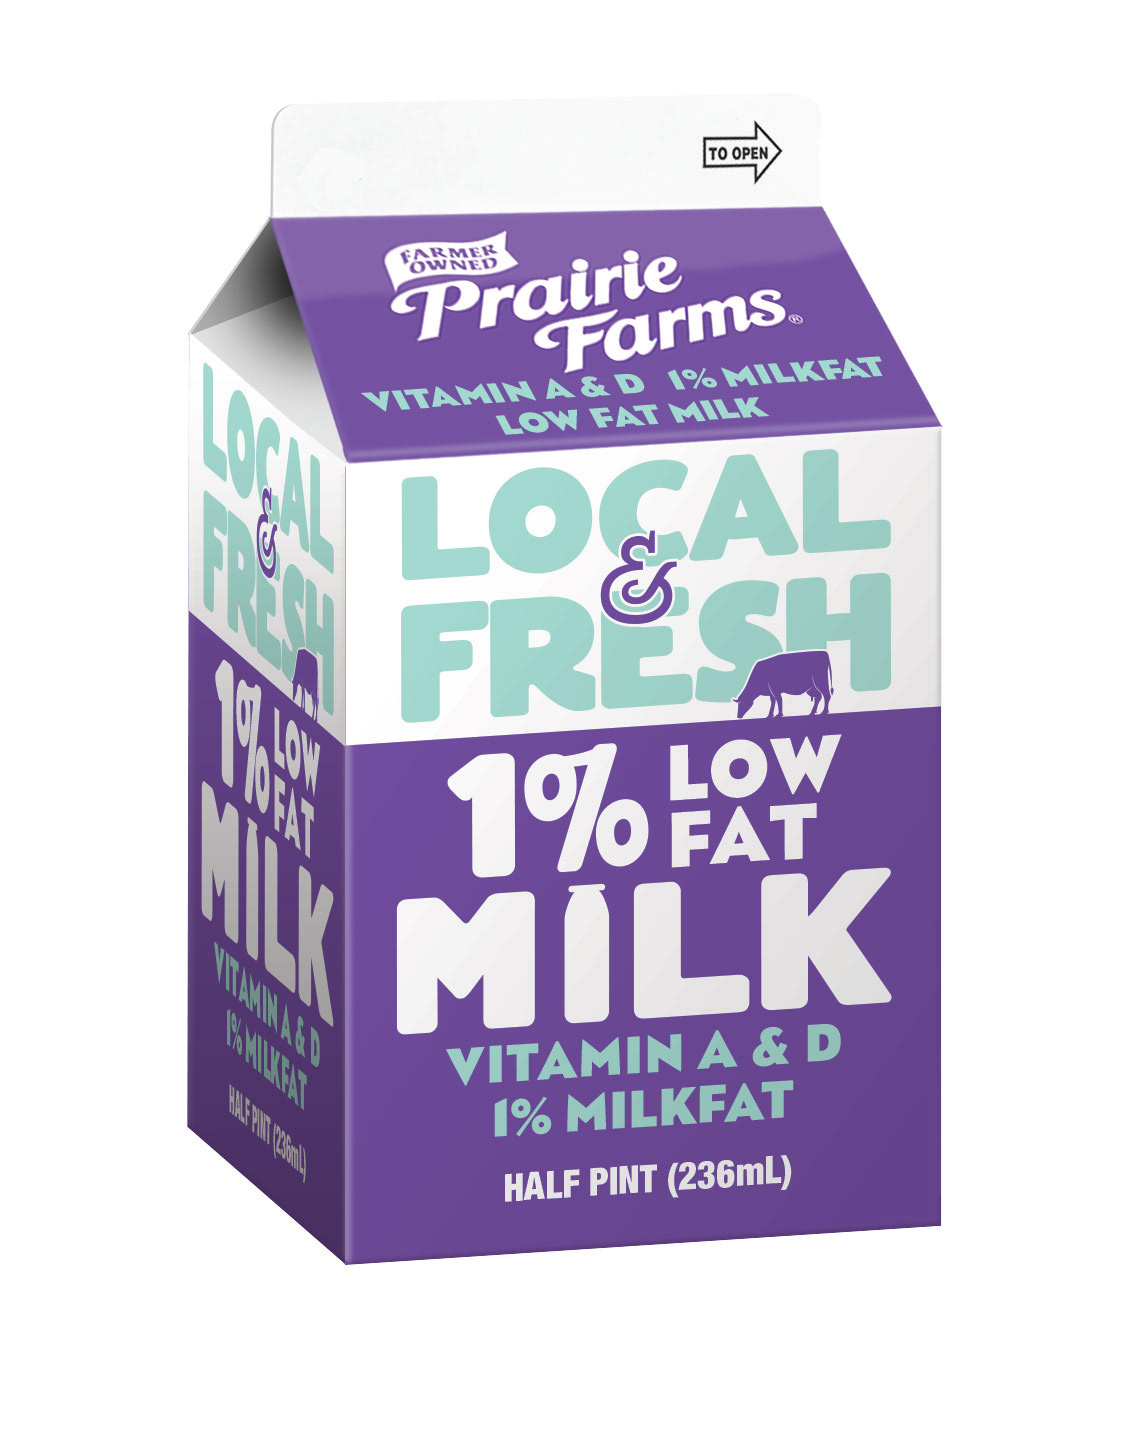 TO OPEN
FARMER
OWNED
Prairie
Farms®
VITAMIN A & D 1% MILKFAT
LOW FAT MILK
LOCAL
&
FRESH
1% LOW
FAT
MILK
VITAMIN A & D
1% MILKFAT
HALF PINT (236mL)
LOCAL
&
FRESH
1% LOW
FAT
MILK
VITAMIN A & D
1% MILKFAT
HALF PINT (236mL)